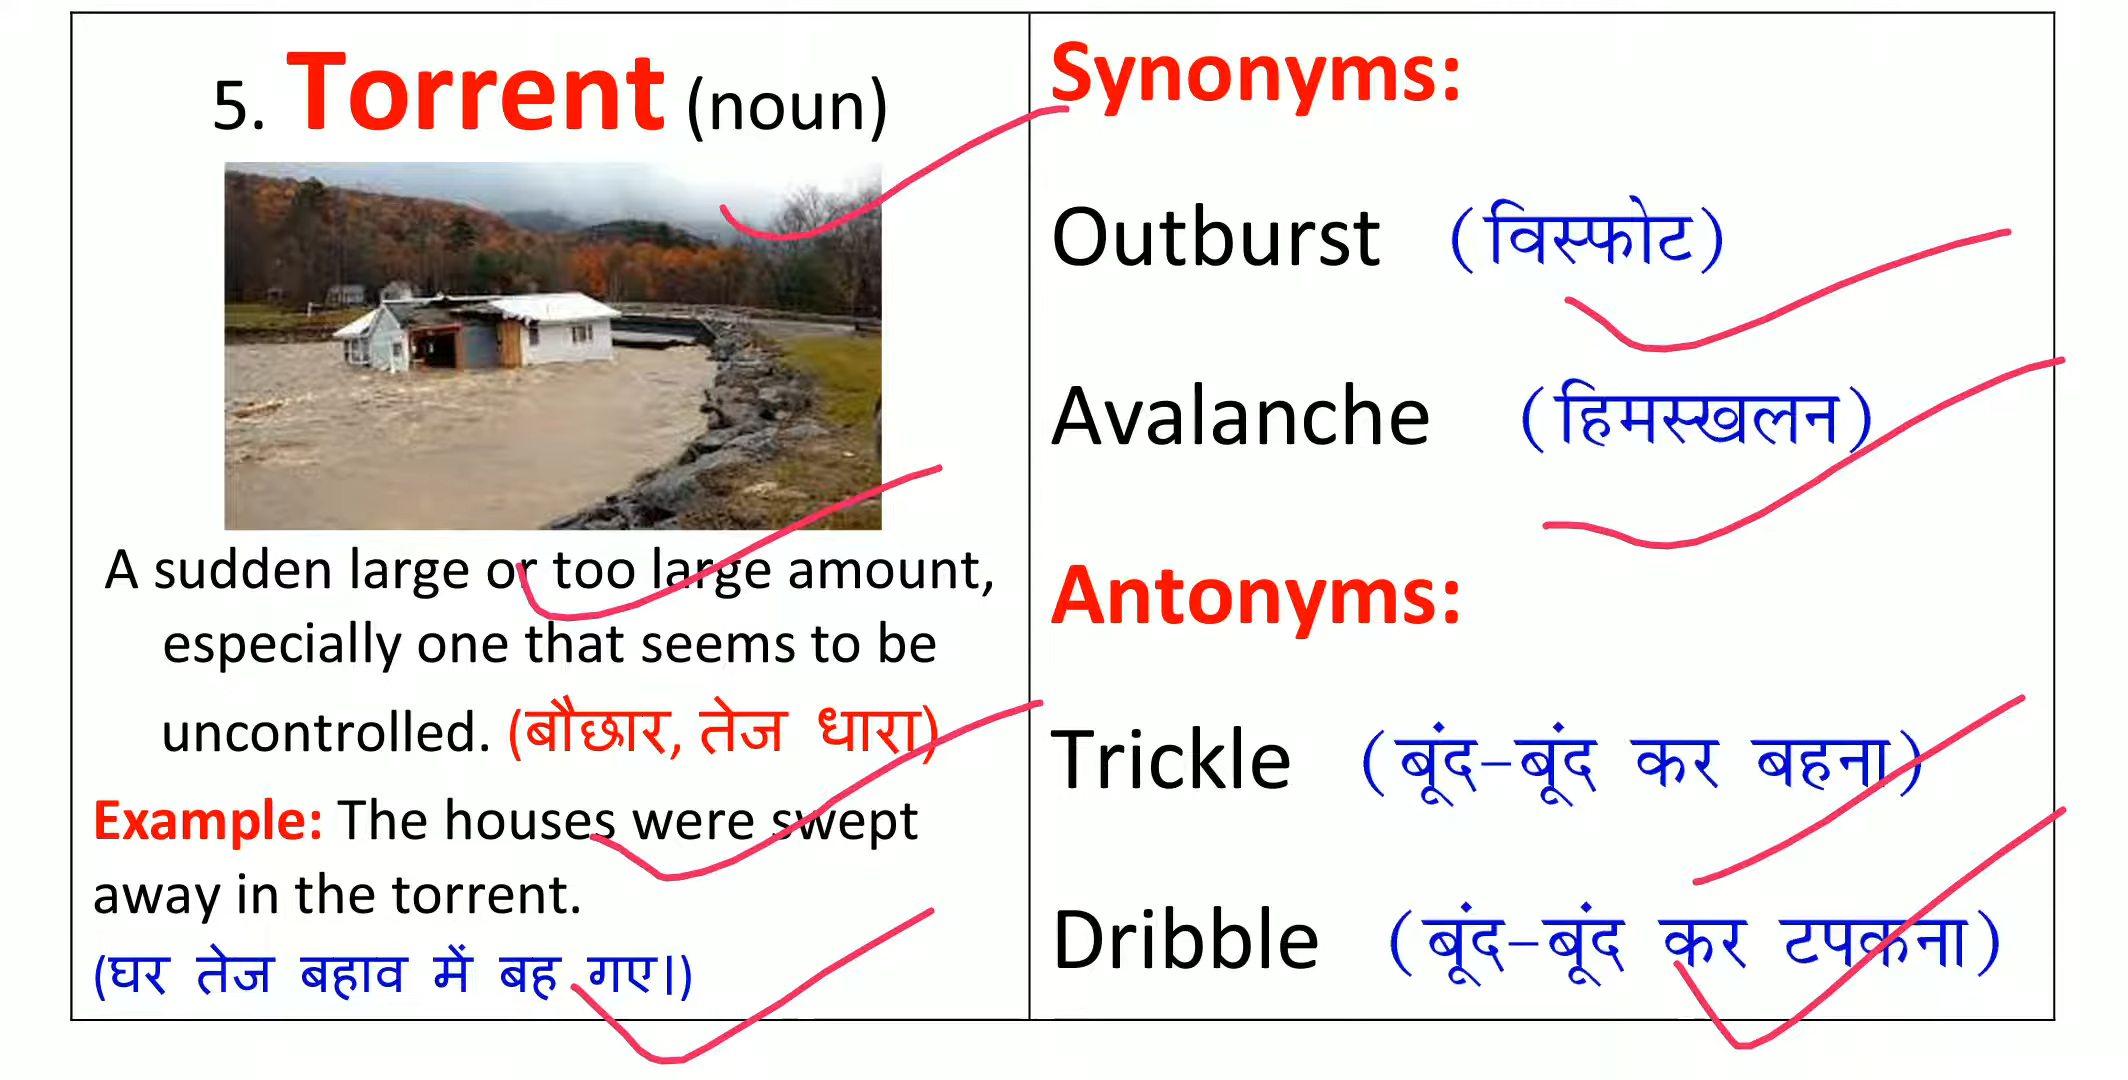 5. Torrent (noun)
A sudden large or too large amount,
especially one that seems to be
uncontrolled. (बौछार, तेज धारा)
Example: The houses were swept
away in the torrent.
(घर तेज बहाव में बह गए।)
Synonyms:
Outburst (विस्फोट)
Avalanche (हिमस्खलन)
Antonyms:
Trickle (बूंद-बूंद कर बहना)
Dribble (बूंद-बूंद कर टपकना)